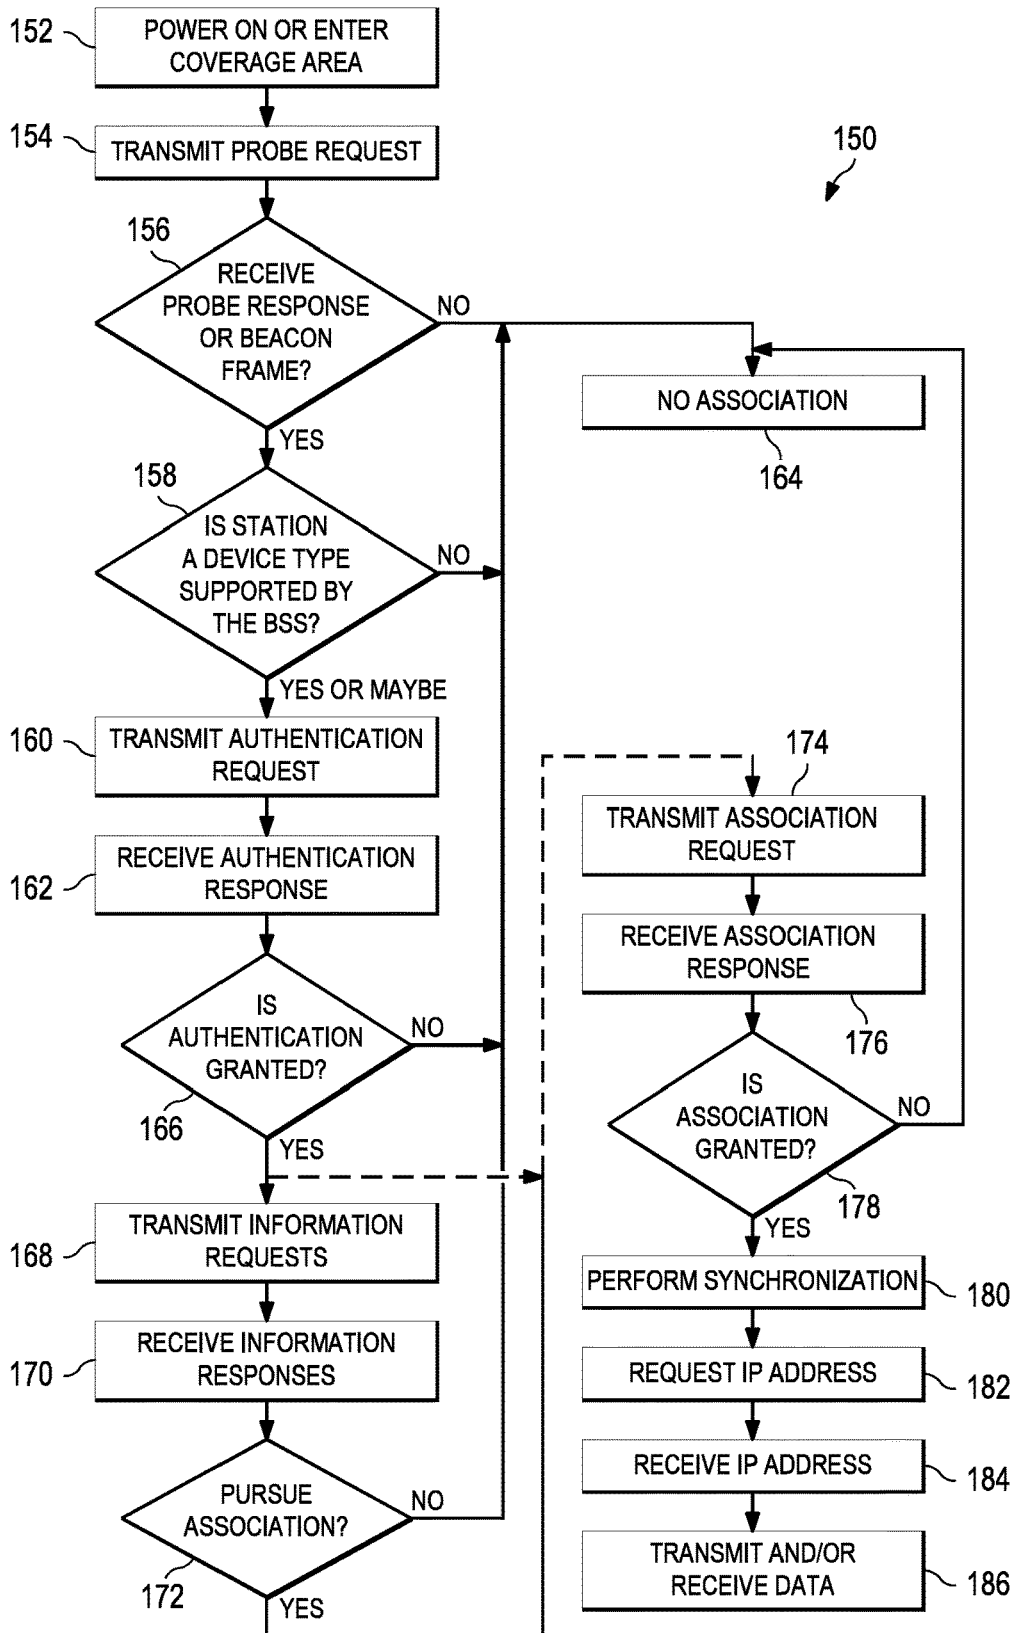 152
POWER ON OR ENTER
COVERAGE AREA
154
TRANSMIT PROBE REQUEST
150
156
RECEIVE
PROBE RESPONSE
OR BEACON
FRAME?
NO
YES
NO ASSOCIATION
164
158
IS STATION
A DEVICE TYPE
SUPPORTED BY
THE BSS?
NO
YES OR MAYBE
160
TRANSMIT AUTHENTICATION
REQUEST
162
RECEIVE AUTHENTICATION
RESPONSE
IS
AUTHENTICATION
GRANTED?
NO
166
YES
168
TRANSMIT INFORMATION
REQUESTS
170
RECEIVE INFORMATION
RESPONSES
PURSUE
ASSOCIATION?
NO
172
YES
174
TRANSMIT ASSOCIATION
REQUEST
RECEIVE ASSOCIATION
RESPONSE
176
IS
ASSOCIATION
GRANTED?
NO
178
YES
PERFORM SYNCHRONIZATION
180
REQUEST IP ADDRESS
182
RECEIVE IP ADDRESS
184
TRANSMIT AND/OR
RECEIVE DATA
186